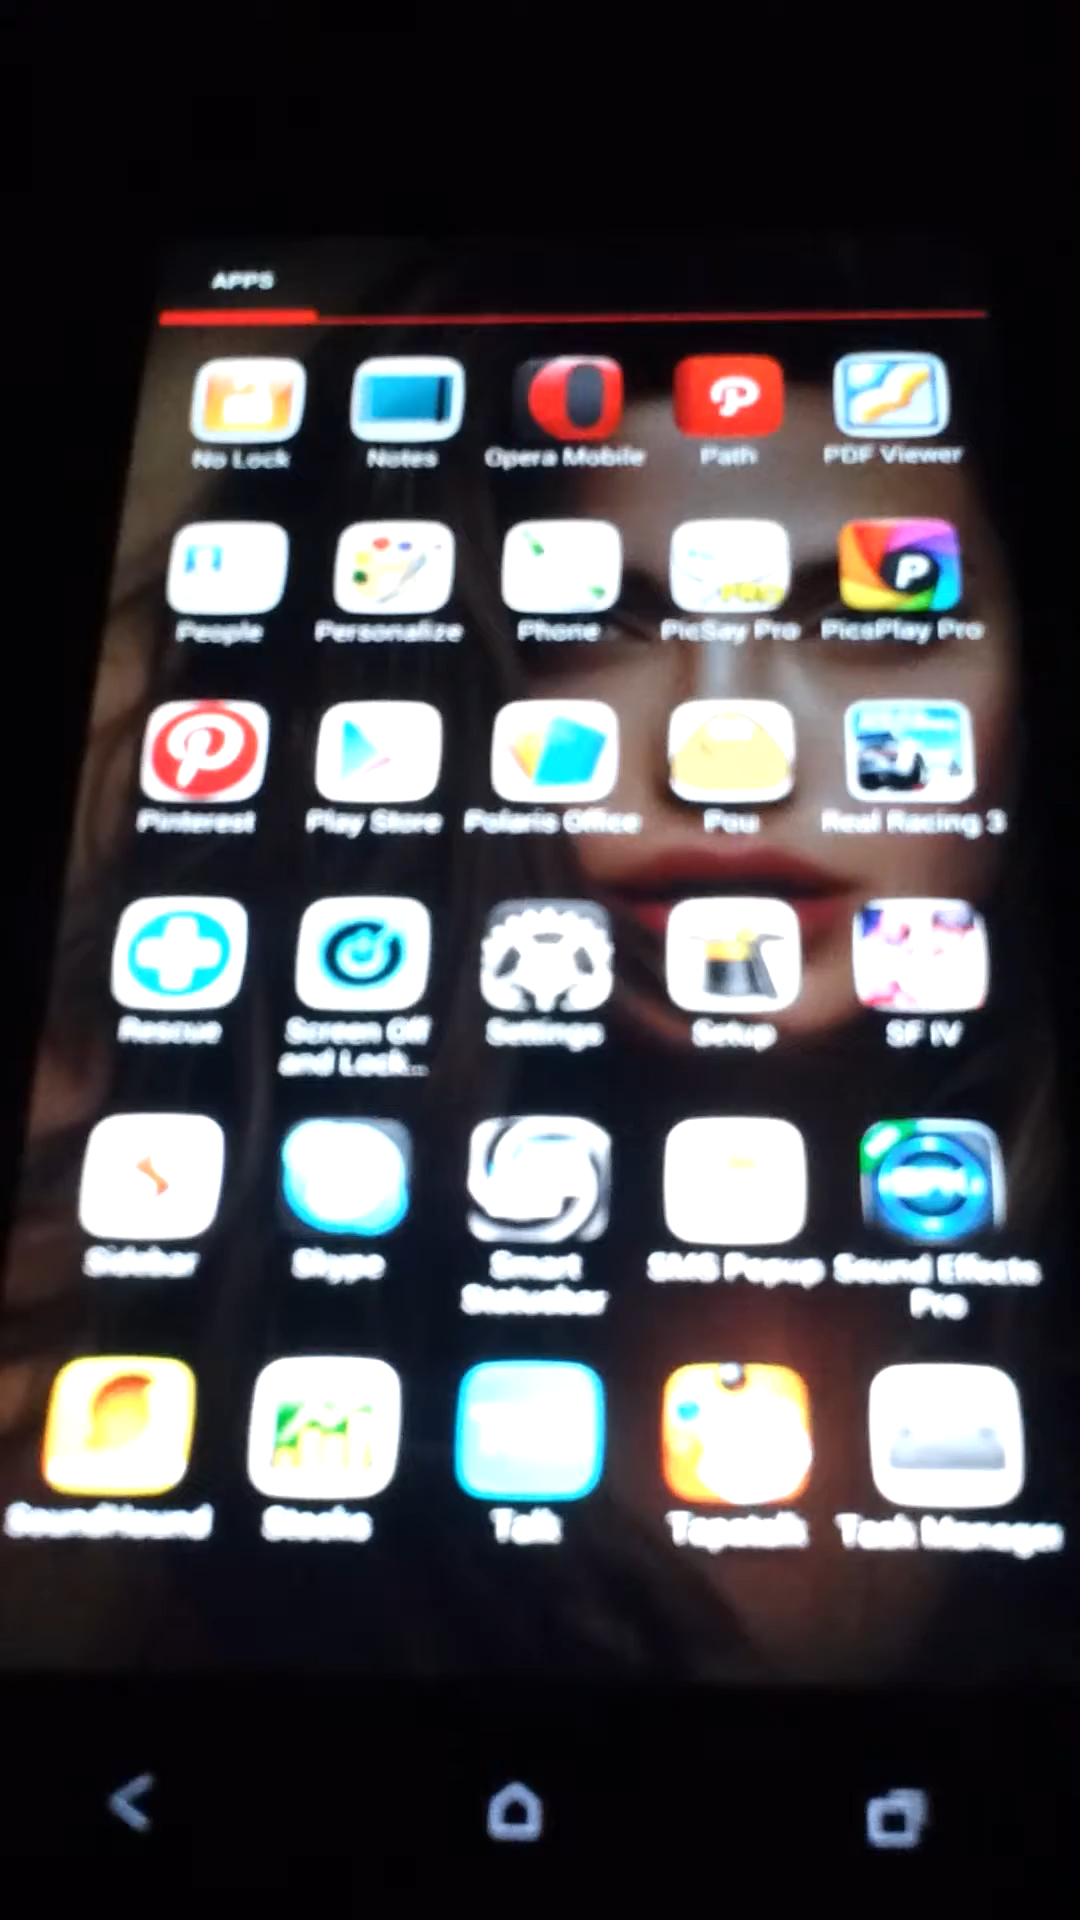 APPS
No Lock
Notes
Opera Mobile
Path
PDF Viewer
People
Personalize
Phone
PicSay Pro
PicsPlay Pro
Pinterest
Play Store
Polaris Office
Pou
Real Racing 3
Rescue
Screen Off
and Lock...
Settings
Setup
SF IV
Sidebar
Skype
Smart
Statusbar
SMS Popup
Sound Effects
Pro
SoundHound
Stocks
Talk
Tapatalk
Task Manager